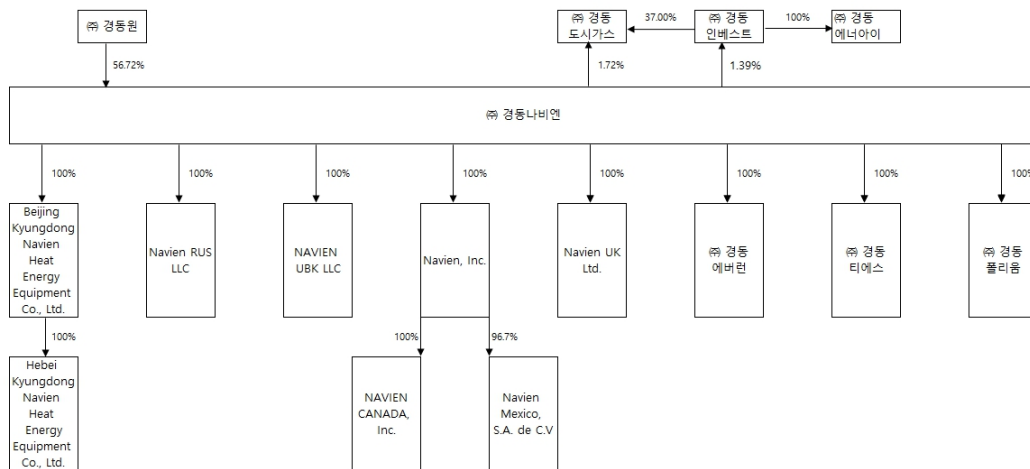 ㈜ 경동원
㈜ 경동
도시가스
37.00%
㈜ 경동
인베스트
100%
㈜ 경동
에너아이
56.72%
1.72%
1.39%
㈜ 경동나비엔
100%
100%
100%
100%
100%
100%
100%
100%
Beijing
Kyungdong
Navien
Heat
Energy
Equipment
Co., Ltd.
Navien RUS
LLC
NAVIEN
UBK LLC
Navien, Inc.
Navien UK
Ltd.
㈜ 경동
에버런
㈜ 경동
티에스
㈜ 경동
폴리움
100%
100%
96.7%
Hebei
Kyungdong
Navien
Heat
Energy
Equipment
Co., Ltd.
NAVIEN
CANADA,
Inc.
Navien
Mexico,
S.A. de C.V